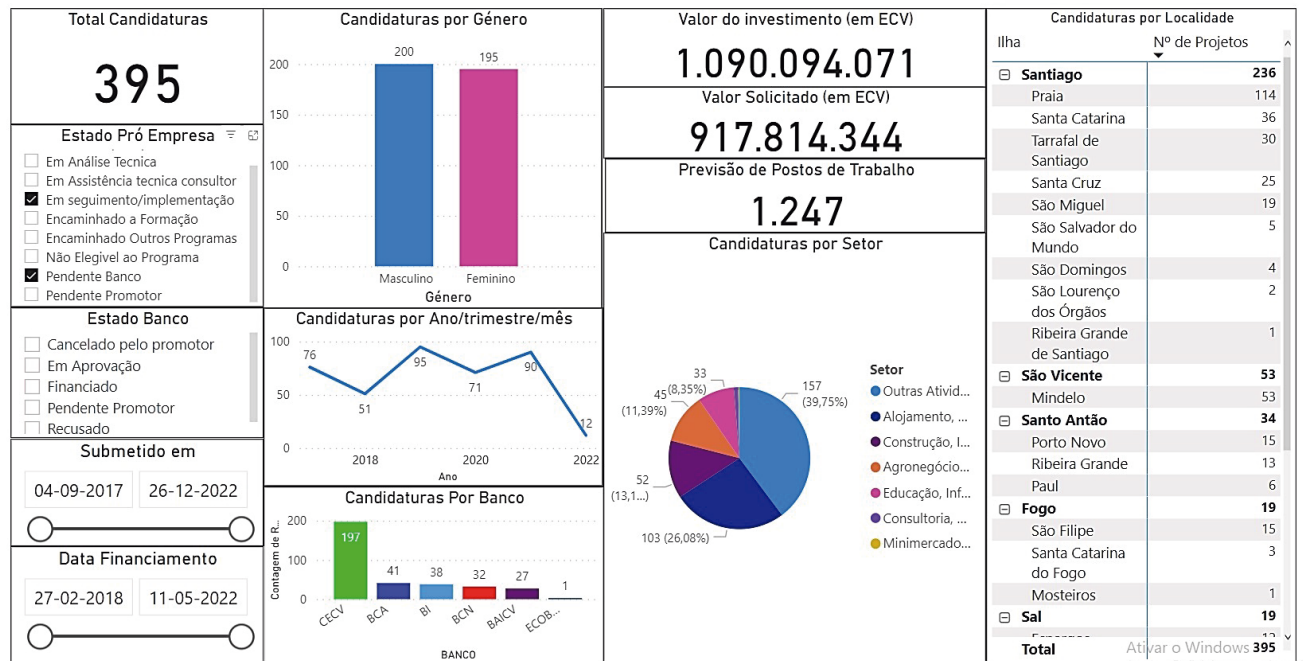 Total Candidaturas
395
Estado Pró Empresa
Em Análise Tecnica
Em Assistência tecnica consultor
Em seguimento/implementação
Encaminhado a Formação
Encaminhado Outros Programas
Não Elegivel ao Programa
Pendente Banco
Pendente Promotor
Estado Banco
Cancelado pelo promotor
Em Aprovação
Financiado
Pendente Promotor
Recusado
Submetido em
04-09-2017 26-12-2022
Data Financiamento
27-02-2018 11-05-2022
Candidaturas por Género
200
195
200
150
100
50
0
Masculino Feminino
Género
Candidaturas por Ano/trimestre/mês
100
50
0
76
51
95
71
90
12
2018 2020 2022
Ano
Candidaturas Por Banco
Contagem de R...
200
100
0
197
41
38
32
27
1
CECV
BCA
BI
BCN
BAICV
ECOB...
BANCO
Valor do investimento (em ECV)
1.090.094.071
Valor Solicitado (em ECV)
917.814.344
Previsão de Postos de Trabalho
1.247
Candidaturas por Setor
157
(39,75%)
103 (26,08%)
52
(13,1...)
45
(11,39%)
33
(8,35%)
Setor
Outras Ativid...
Alojamento, ...
Construção, I...
Agronegócio...
Educação, Inf...
Consultoria, ...
Minimercado...
Candidaturas por Localidade
Ilha Nº de Projetos
Santiago 236
Praia 114
Santa Catarina 36
Tarrafal de 30
Santiago
Santa Cruz 25
São Miguel 19
São Salvador do 5
Mundo
São Domingos 4
São Lourenço 2
dos Órgãos
Ribeira Grande 1
de Santiago
São Vicente 53
Mindelo 53
Santo Antão 34
Porto Novo 15
Ribeira Grande 13
Paul 6
Fogo 19
São Filipe 15
Santa Catarina 3
do Fogo
Mosteiros 1
Sal 19
Total 395
Ativar o Windows